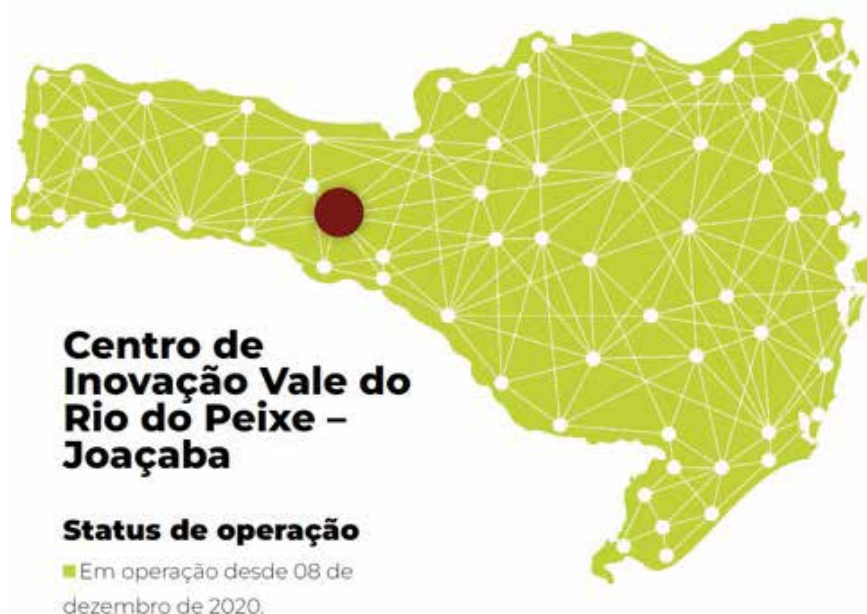 Centro de
Inovação Vale do
Rio do Peixe –
Joaçaba
Status de operação
Em operação desde 08 de
dezembro de 2020.